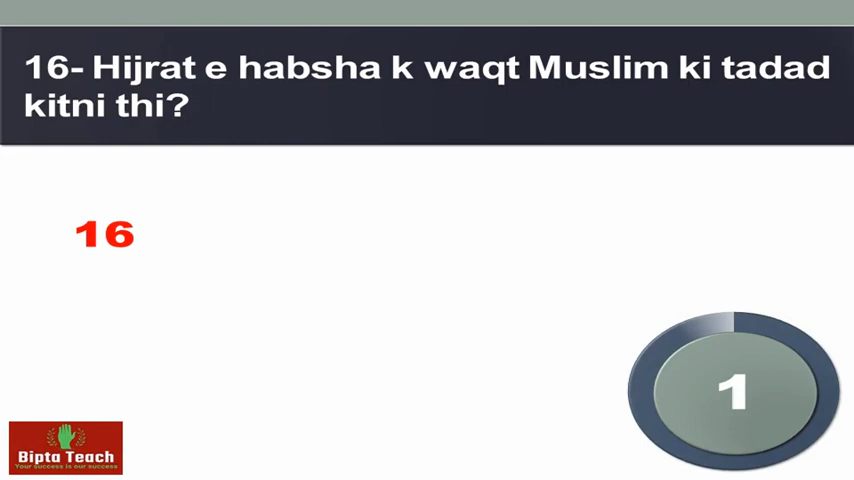 16- Hijrat e habsha k waqt Muslim ki tadad
kitni thi?
16
1
Bipta Teach
Your success is our success